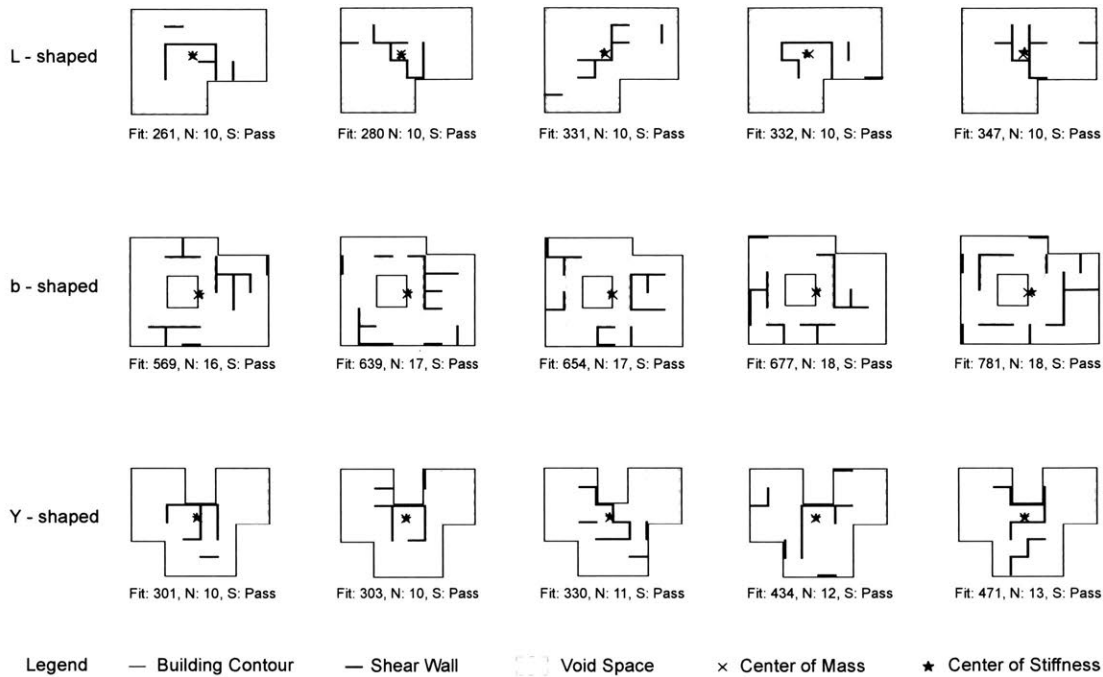 L - shaped
Fit: 261, N: 10, S: Pass
Fit: 280 N: 10, S: Pass
Fit: 331, N: 10, S: Pass
Fit: 332, N: 10, S: Pass
Fit: 347, N: 10, S: Pass
b - shaped
Fit: 569, N: 16, S: Pass
Fit: 639, N: 17, S: Pass
Fit: 654, N: 17, S: Pass
Fit: 677, N: 18, S: Pass
Fit: 781, N: 18, S: Pass
Y - shaped
Fit: 301, N: 10, S: Pass
Fit: 303, N: 10, S: Pass
Fit: 330, N: 11, S: Pass
Fit: 434, N: 12, S: Pass
Fit: 471, N: 13, S: Pass
Legend
Building Contour
Shear Wall
Void Space
Center of Mass
Center of Stiffness